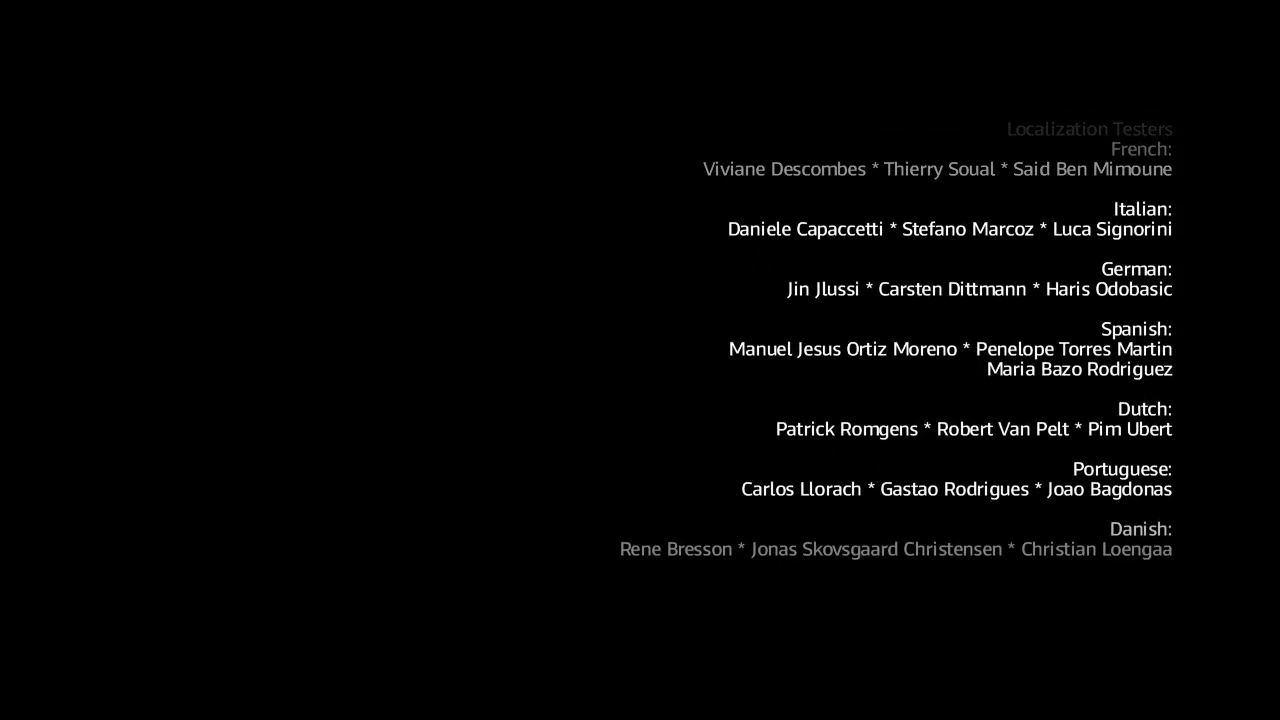 Localization Testers
French:
Viviane Descombes * Thierry Soual * Said Ben Mimoune
Italian:
Daniele Capaccetti * Stefano Marcoz * Luca Signorini
German:
Jin Jlussi * Carsten Dittmann * Haris Odobasic
Spanish:
Manuel Jesus Ortiz Moreno * Penelope Torres Martin
Maria Bazo Rodriguez
Dutch:
Patrick Romgens * Robert Van Pelt * Pim Ubert
Portuguese:
Carlos Llorach * Gastao Rodrigues * Joao Bagdonas
Danish:
Rene Bresson * Jonas Skovsgaard Christensen * Christian Loengaa